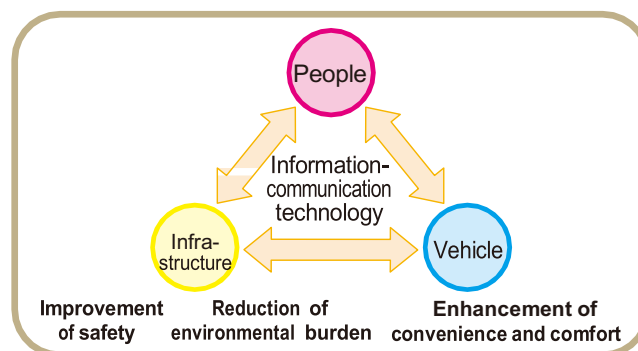 People
Information-
communication
technology
Infra-
structure
Vehicle
Improvement
of safety
Reduction of
environmental burden
Enhancement of
convenience and comfort